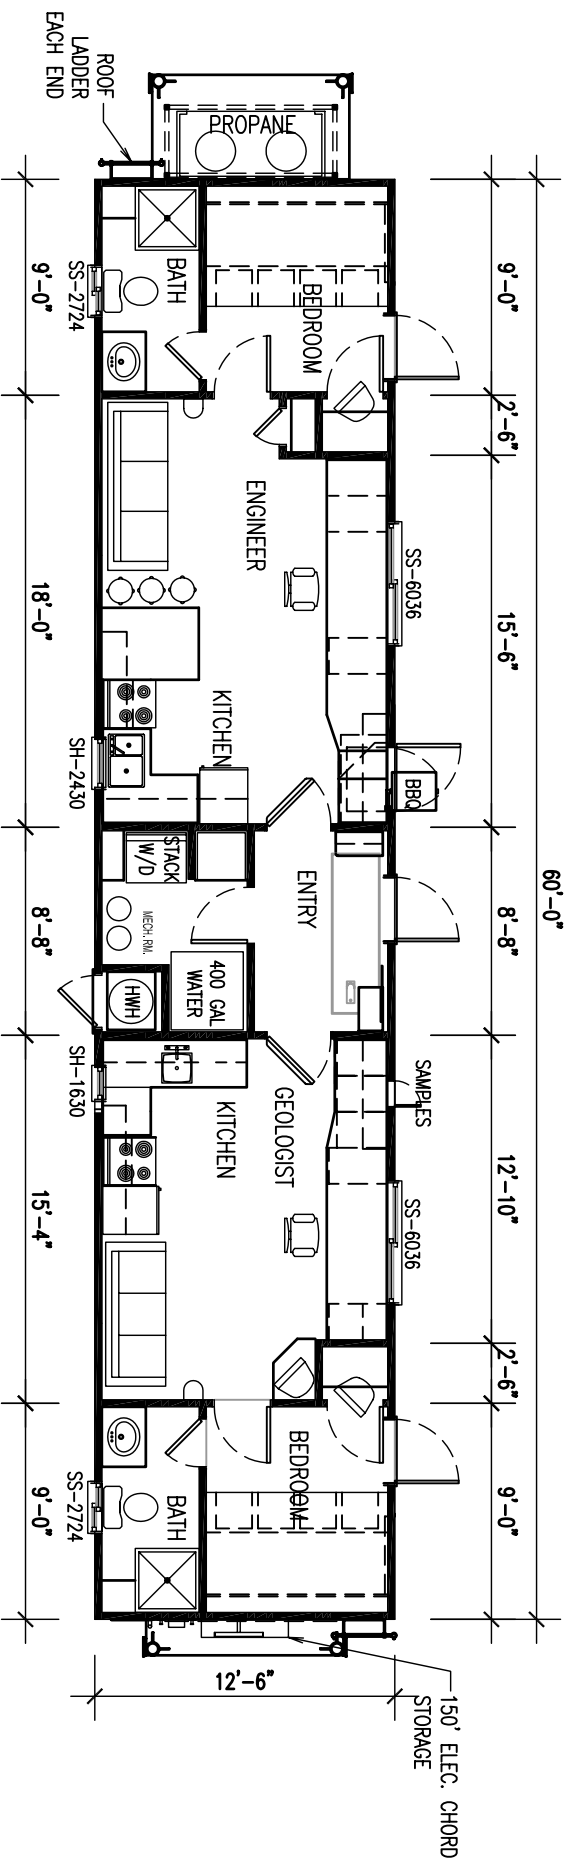 ROOF
LADDER
EACH END
PROPANE
9'-0"
SS-2724
BATH
BEDROOM
9'-0"
2'-6"
ENGINEER
SS-6036
18'-0"
15'-6"
KITCHEN
SH-2430
BBQ
60'-0"
STACK
W/D
ENTRY
MECH. RM.
8'-8"
8'-8"
HWH
400 GAL
WATER
SH-1630
SAMPLES
KITCHEN
GEOLOGIST
12'-10"
15'-4"
SS-6036
2'-6"
BEDROOM
BATH
SS-2724
9'-0"
9'-0"
12'-6"
150' ELEC. CHORD
STORAGE